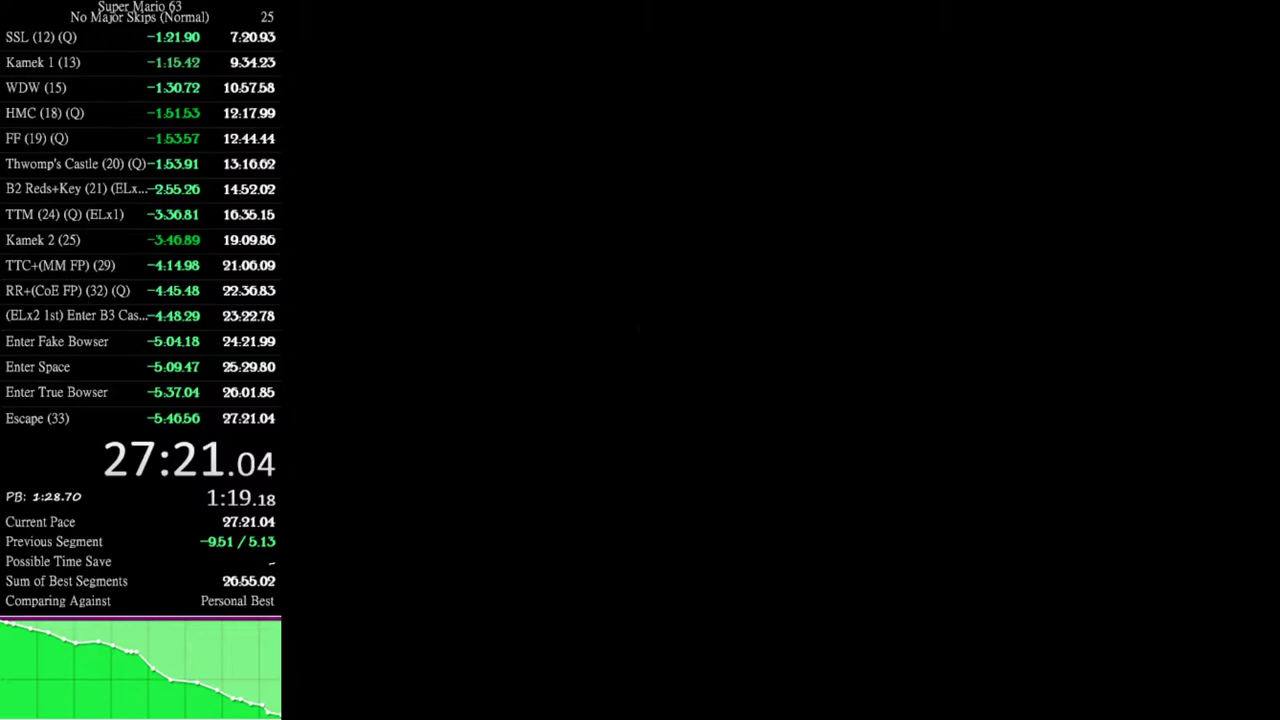 Super Mario 63
No Major Skips (Normal) 25
SSL (12) (Q) −1:21.90 7:20.93
Kamek 1 (13) −1:15.42 9:34.23
WDW (15) −1:30.72 10:57.58
HMC (18) (Q) −1:51.53 12:17.99
FF (19) (Q) −1:53.57 12:44.44
Thwomp's Castle (20) (Q) −1:53.91 13:16.62
B2 Reds+Key (21) (ELx... −2:55.26 14:52.02
TTM (24) (Q) (ELx1) −3:36.81 16:35.15
Kamek 2 (25) −3:46.89 19:09.86
TTC+(MM FP) (29) −4:14.98 21:06.09
RR+(CoE FP) (32) (Q) −4:45.48 22:36.83
(ELx2 1st) Enter B3 Cas... −4:48.29 23:22.78
Enter Fake Bowser −5:04.18 24:21.99
Enter Space −5:09.47 25:29.80
Enter True Bowser −5:37.04 26:01.85
Escape (33) −5:46.56 27:21.04
27:21.04
PB: 1:28.70 1:19.18
Current Pace 27:21.04
Previous Segment −9.51 / 5.13
Possible Time Save –
Sum of Best Segments 26:55.02
Comparing Against Personal Best